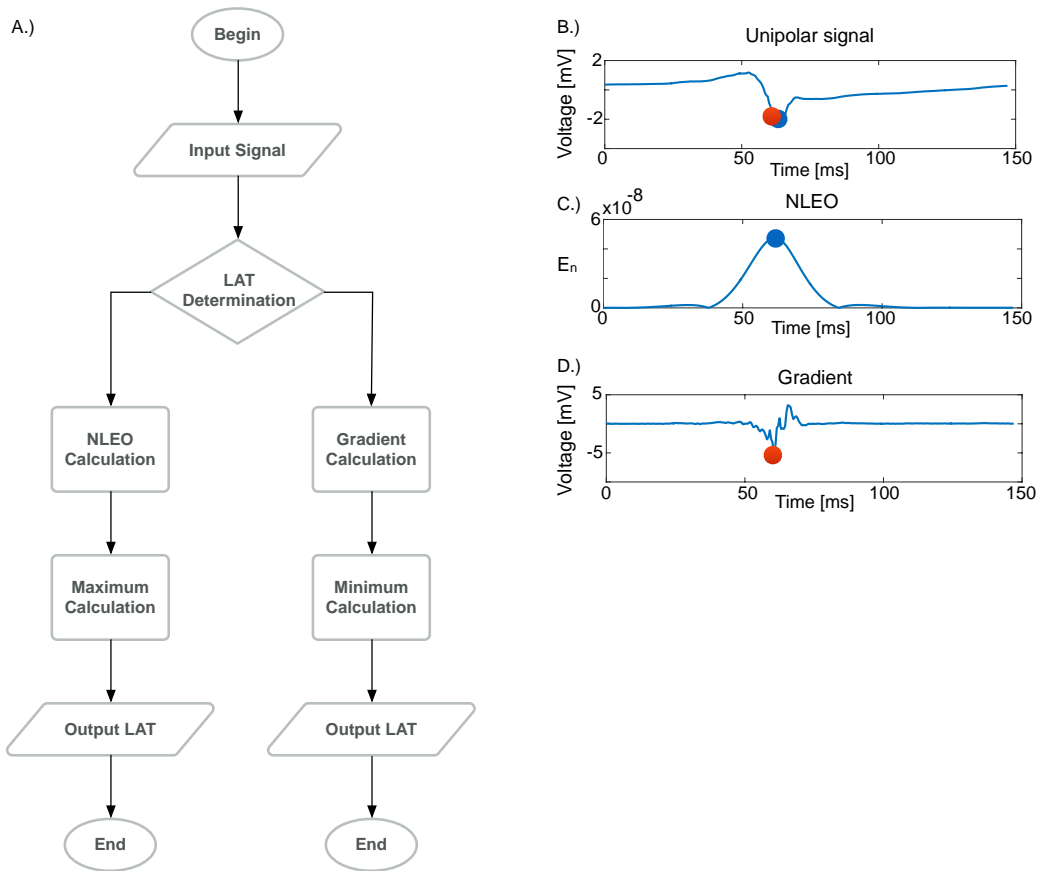 A.)
Begin
Input Signal
LAT
Determination
NLEO
Calculation
Gradient
Calculation
Maximum
Calculation
Minimum
Calculation
Output LAT
Output LAT
End
End
B.)
Unipolar signal
Voltage [mV]
2
-2
0
50
100
150
Time [ms]
C.)
x10^-8
NLEO
6
E_n
0
0
50
100
150
Time [ms]
D.)
Gradient
Voltage [mV]
5
-5
0
50
100
150
Time [ms]